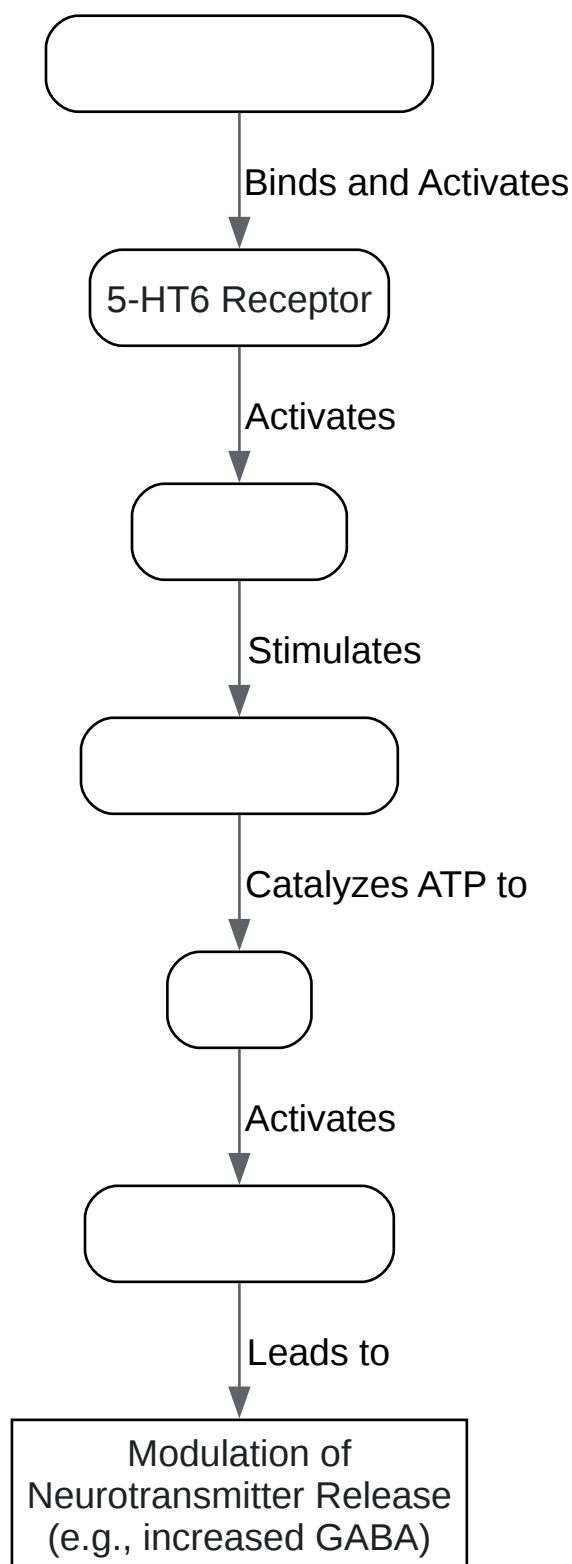 Binds and Activates
5-HT6 Receptor
Activates
Stimulates
Catalyzes ATP to
Activates
Leads to
Modulation of
Neurotransmitter Release
(e.g., increased GABA)